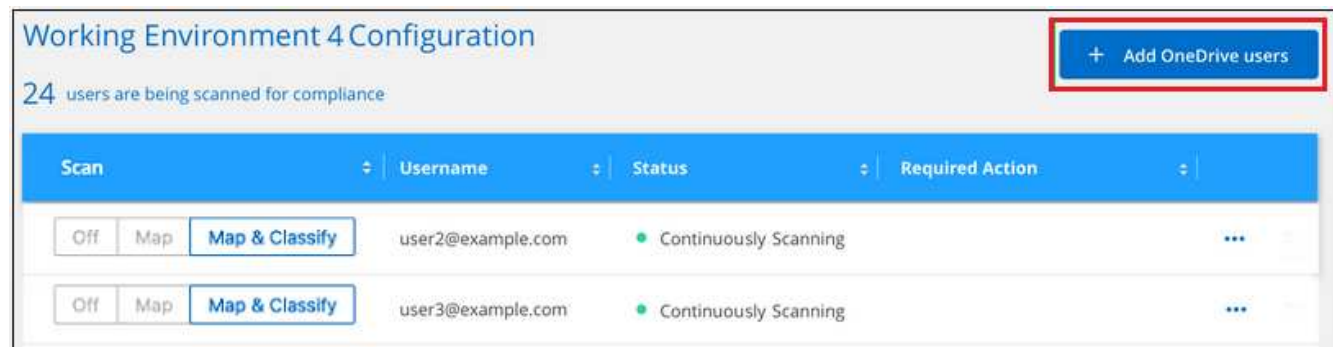 Working Environment 4 Configuration
+ Add OneDrive users
24 users are being scanned for compliance
Scan Username Status Required Action
Off Map Map & Classify user2@example.com Continuously Scanning ...
Off Map Map & Classify user3@example.com Continuously Scanning ...